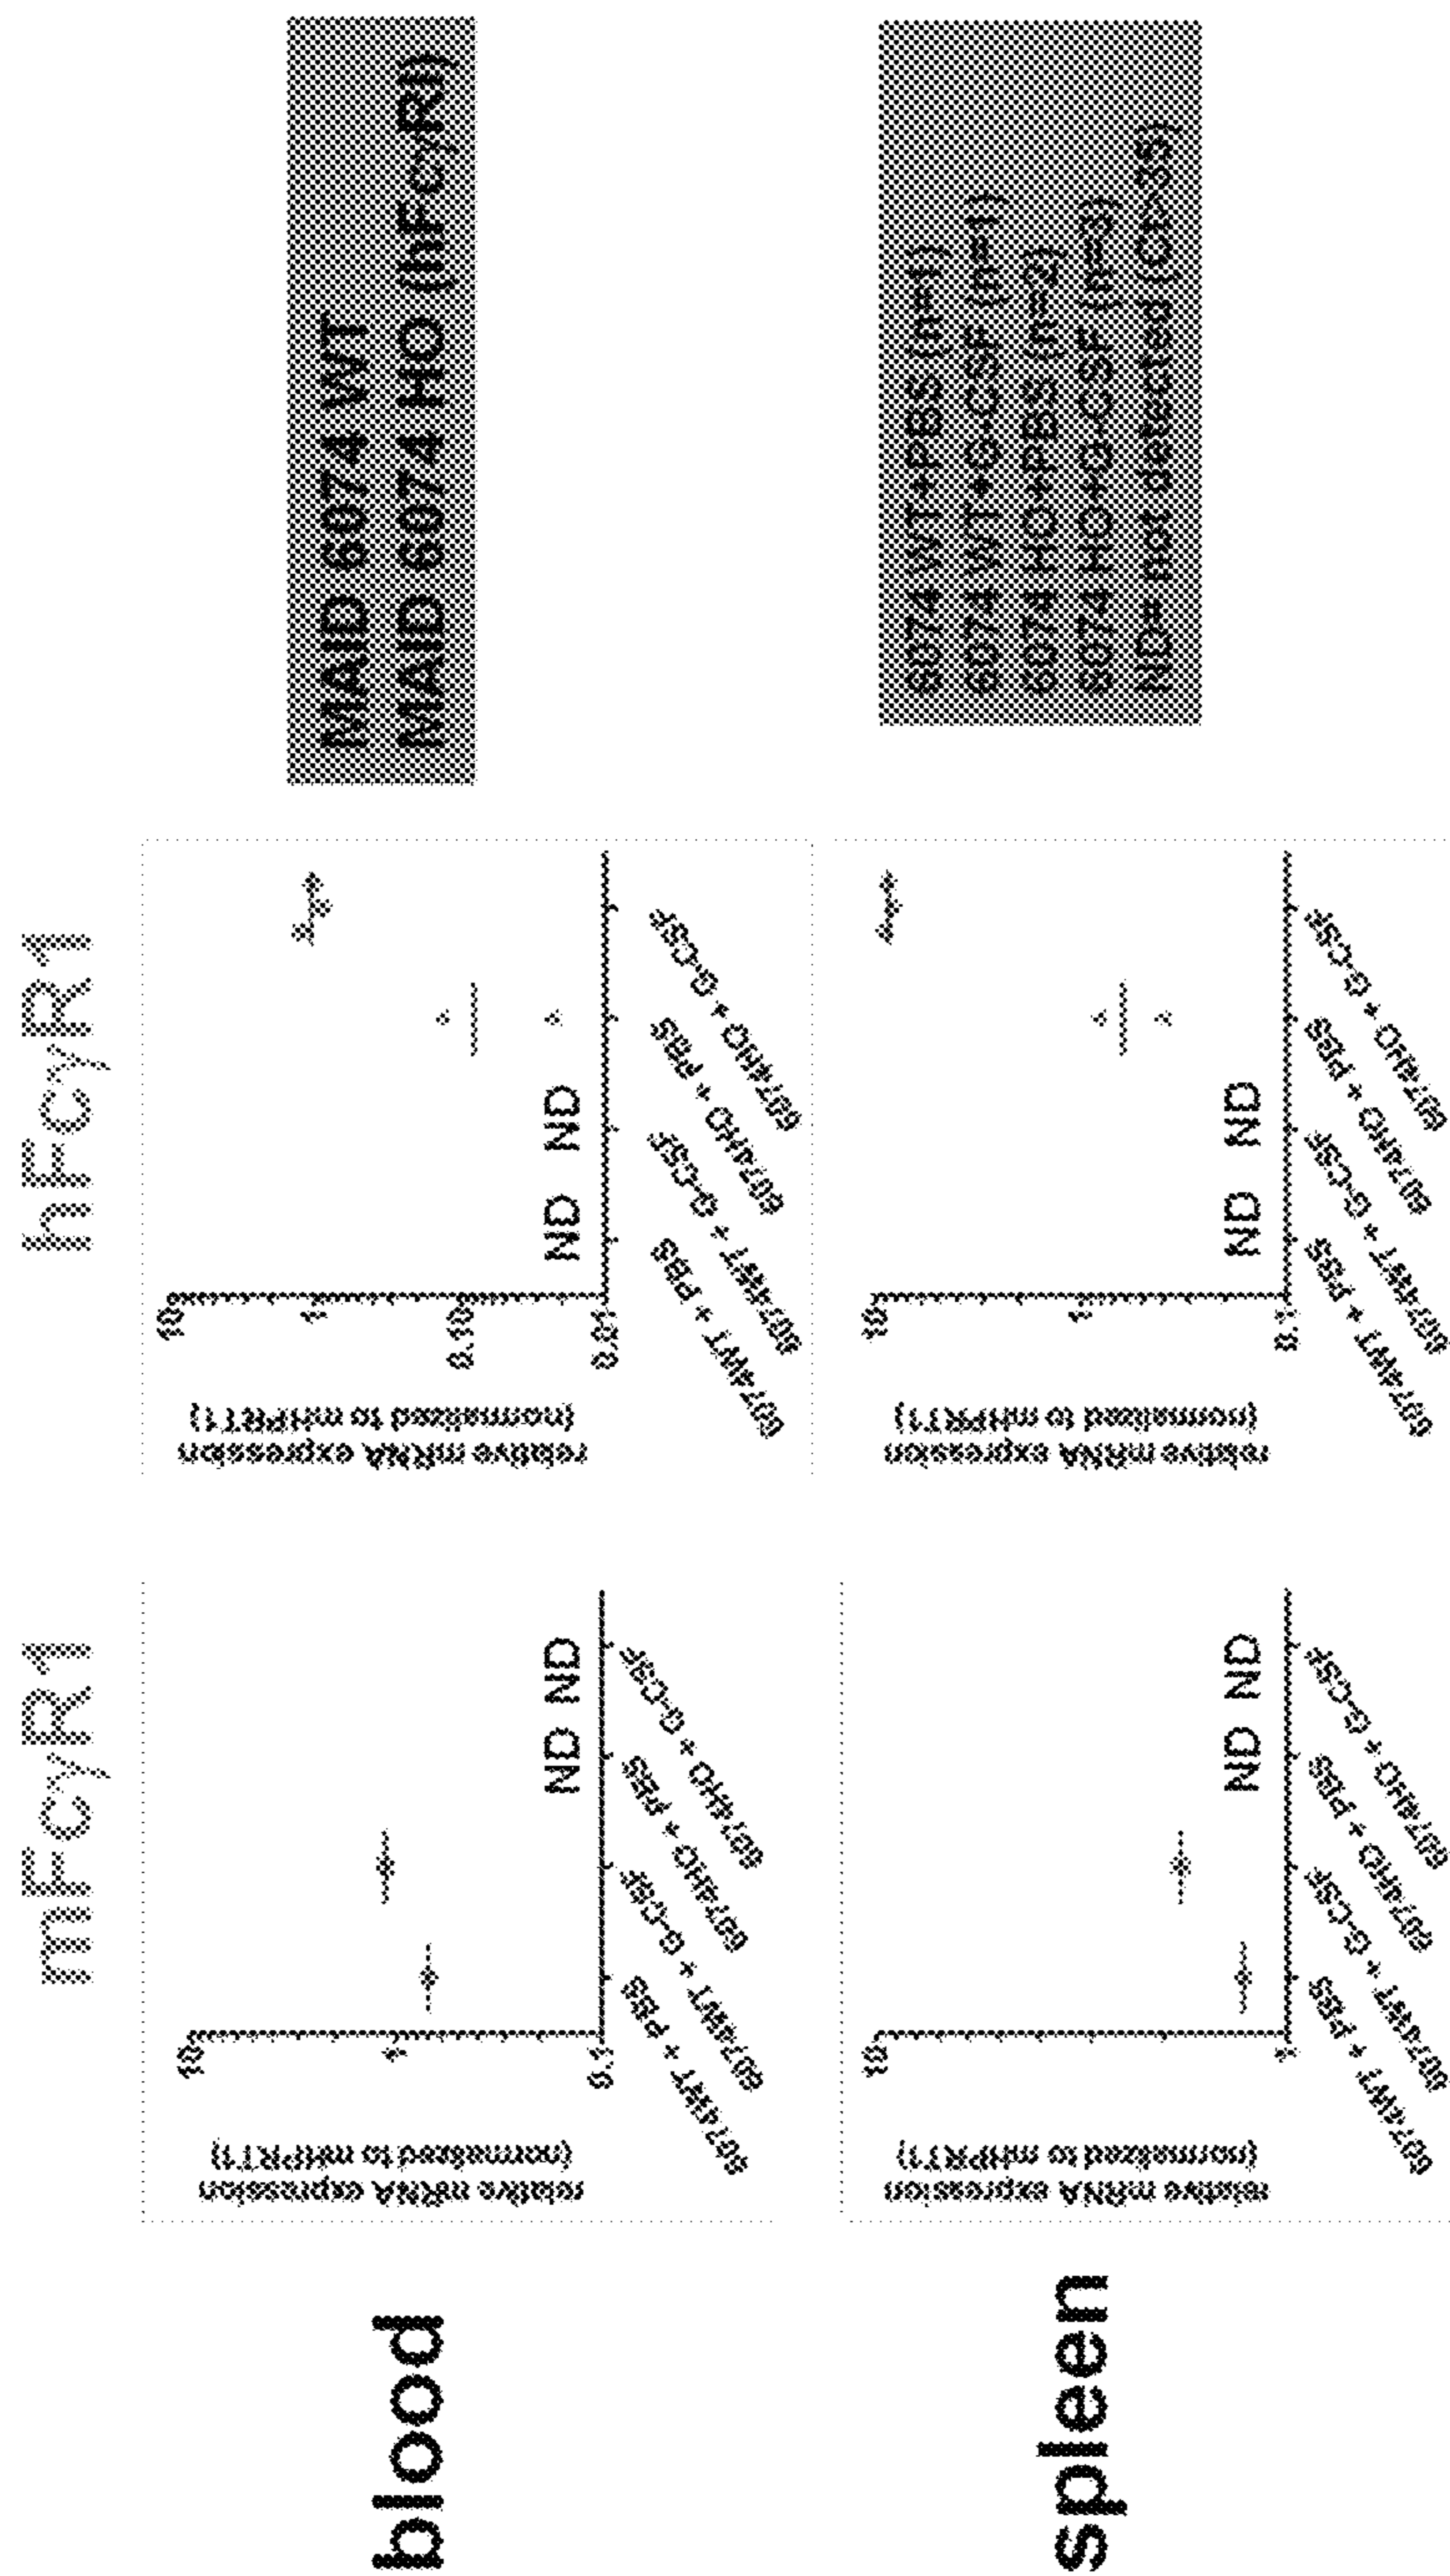 mFcγR1
hFcγR1
MAID 6074 WT
MAID 6074 HO (hFcγRI)
blood
relative mRNA expression
(normalized to mHPRT1)
10
1
0.1
ND ND
6074WT + PBS
6074WT + G-CSF
6074HO + PBS
6074HO + G-CSF
relative mRNA expression
(normalized to mHPRT1)
10
1
0.10
0.01
ND ND
6074WT + PBS
6074WT + G-CSF
6074HO + PBS
6074HO + G-CSF
spleen
relative mRNA expression
(normalized to mHPRT1)
10
1
ND ND
6074WT + PBS
6074WT + G-CSF
6074HO + PBS
6074HO + G-CSF
relative mRNA expression
(normalized to mHPRT1)
10
1
0.1
ND ND
6074WT + PBS
6074WT + G-CSF
6074HO + PBS
6074HO + G-CSF
6074 WT+PBS (n=1)
6074 WT+G-CSF (n=1)
6074 HO+PBS (n=2)
6074 HO+G-CSF (n=3)
ND= not detected (Ct>35)